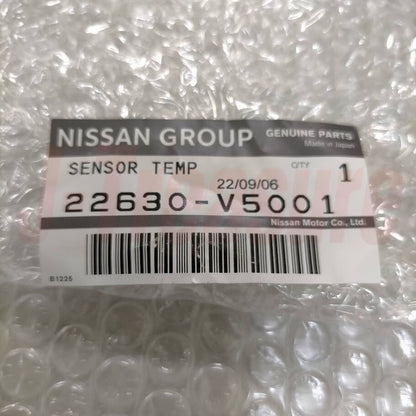 NISSAN GROUP GENUINE PARTS
Made in Japan
SENSOR TEMP QTY 1
22/09/06
22630-V5001
Nissan Motor Co., Ltd.
B1225